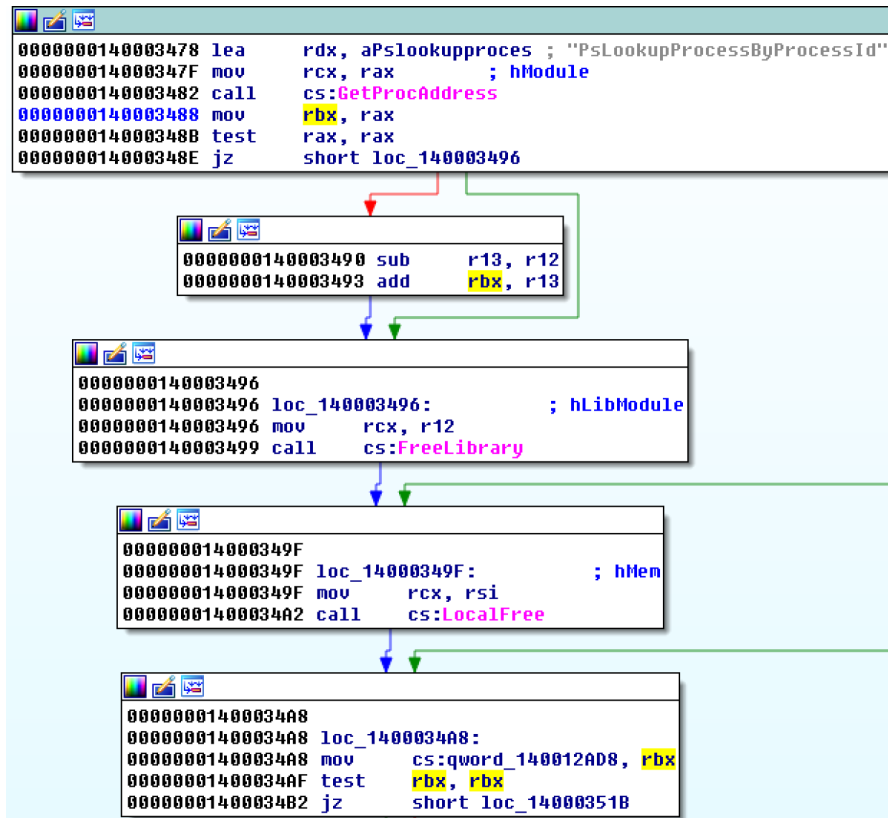 0000000140003478 lea     rdx, aPslookupproces ; "PsLookupProcessByProcessId"
000000014000347F mov     rcx, rax        ; hModule
0000000140003482 call    cs:GetProcAddress
0000000140003488 mov     rbx, rax
000000014000348B test    rax, rax
000000014000348E jz      short loc_140003496
0000000140003490 sub     r13, r12
0000000140003493 add     rbx, r13
0000000140003496
0000000140003496 loc_140003496:          ; hLibModule
0000000140003496 mov     rcx, r12
0000000140003499 call    cs:FreeLibrary
000000014000349F
000000014000349F loc_14000349F:          ; hMem
000000014000349F mov     rcx, rsi
00000001400034A2 call    cs:LocalFree
00000001400034A8
00000001400034A8 loc_1400034A8:
00000001400034A8 mov     cs:qword_140012AD8, rbx
00000001400034AF test    rbx, rbx
00000001400034B2 jz      short loc_14000351B